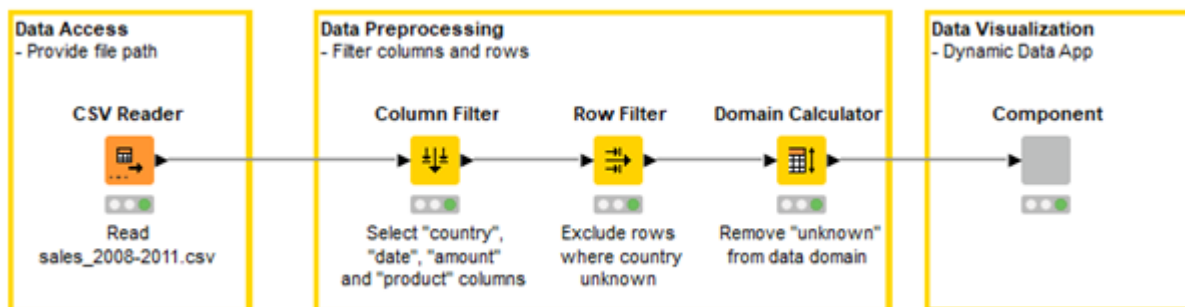 Data Access
- Provide file path
CSV Reader
Read
sales_2008-2011.csv
Data Preprocessing
- Filter columns and rows
Column Filter
Select "country",
"date", "amount"
and "product" columns
Row Filter
Exclude rows
where country
unknown
Domain Calculator
Remove "unknown"
from data domain
Data Visualization
- Dynamic Data App
Component